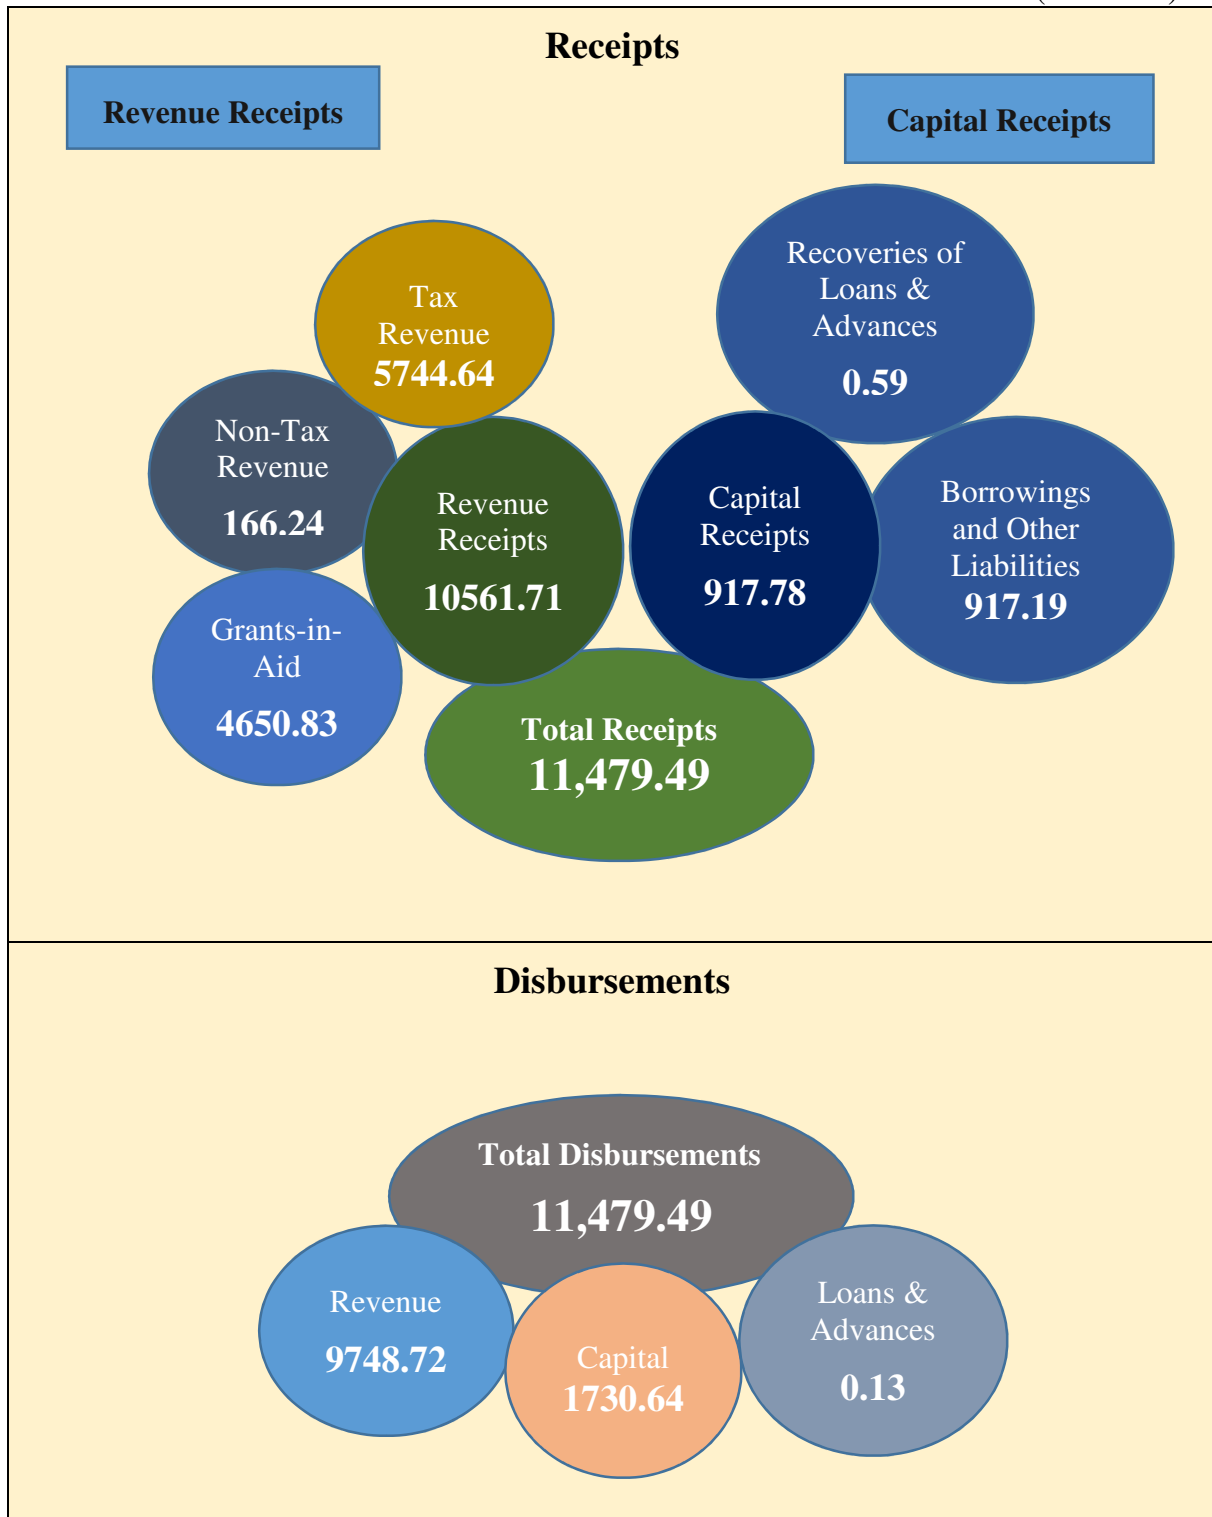 Receipts
Revenue Receipts
Capital Receipts
Tax
Revenue
5744.64
Non-Tax
Revenue
166.24
Grants-in-
Aid
4650.83
Revenue
Receipts
10561.71
Recoveries of
Loans &
Advances
0.59
Capital
Receipts
917.78
Borrowings
and Other
Liabilities
917.19
Total Receipts
11,479.49
Disbursements
Total Disbursements
11,479.49
Revenue
9748.72
Capital
1730.64
Loans &
Advances
0.13